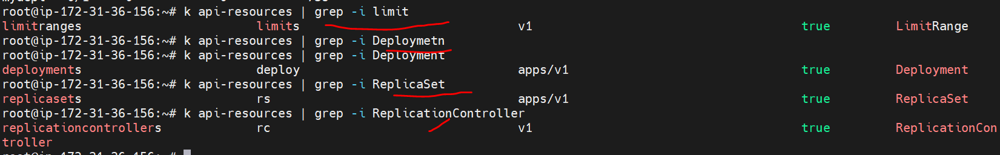 root@ip-172-31-36-156:~# k api-resources | grep -i limit
limitranges limits v1 true LimitRange
root@ip-172-31-36-156:~# k api-resources | grep -i Deploymetn
root@ip-172-31-36-156:~# k api-resources | grep -i Deployment
deployments deploy apps/v1 true Deployment
root@ip-172-31-36-156:~# k api-resources | grep -i ReplicaSet
replicasets rs apps/v1 true ReplicaSet
root@ip-172-31-36-156:~# k api-resources | grep -i ReplicationController
replicationcontrollers rc v1 true ReplicationCon
troller
root@ip-172-31-36-156:~#